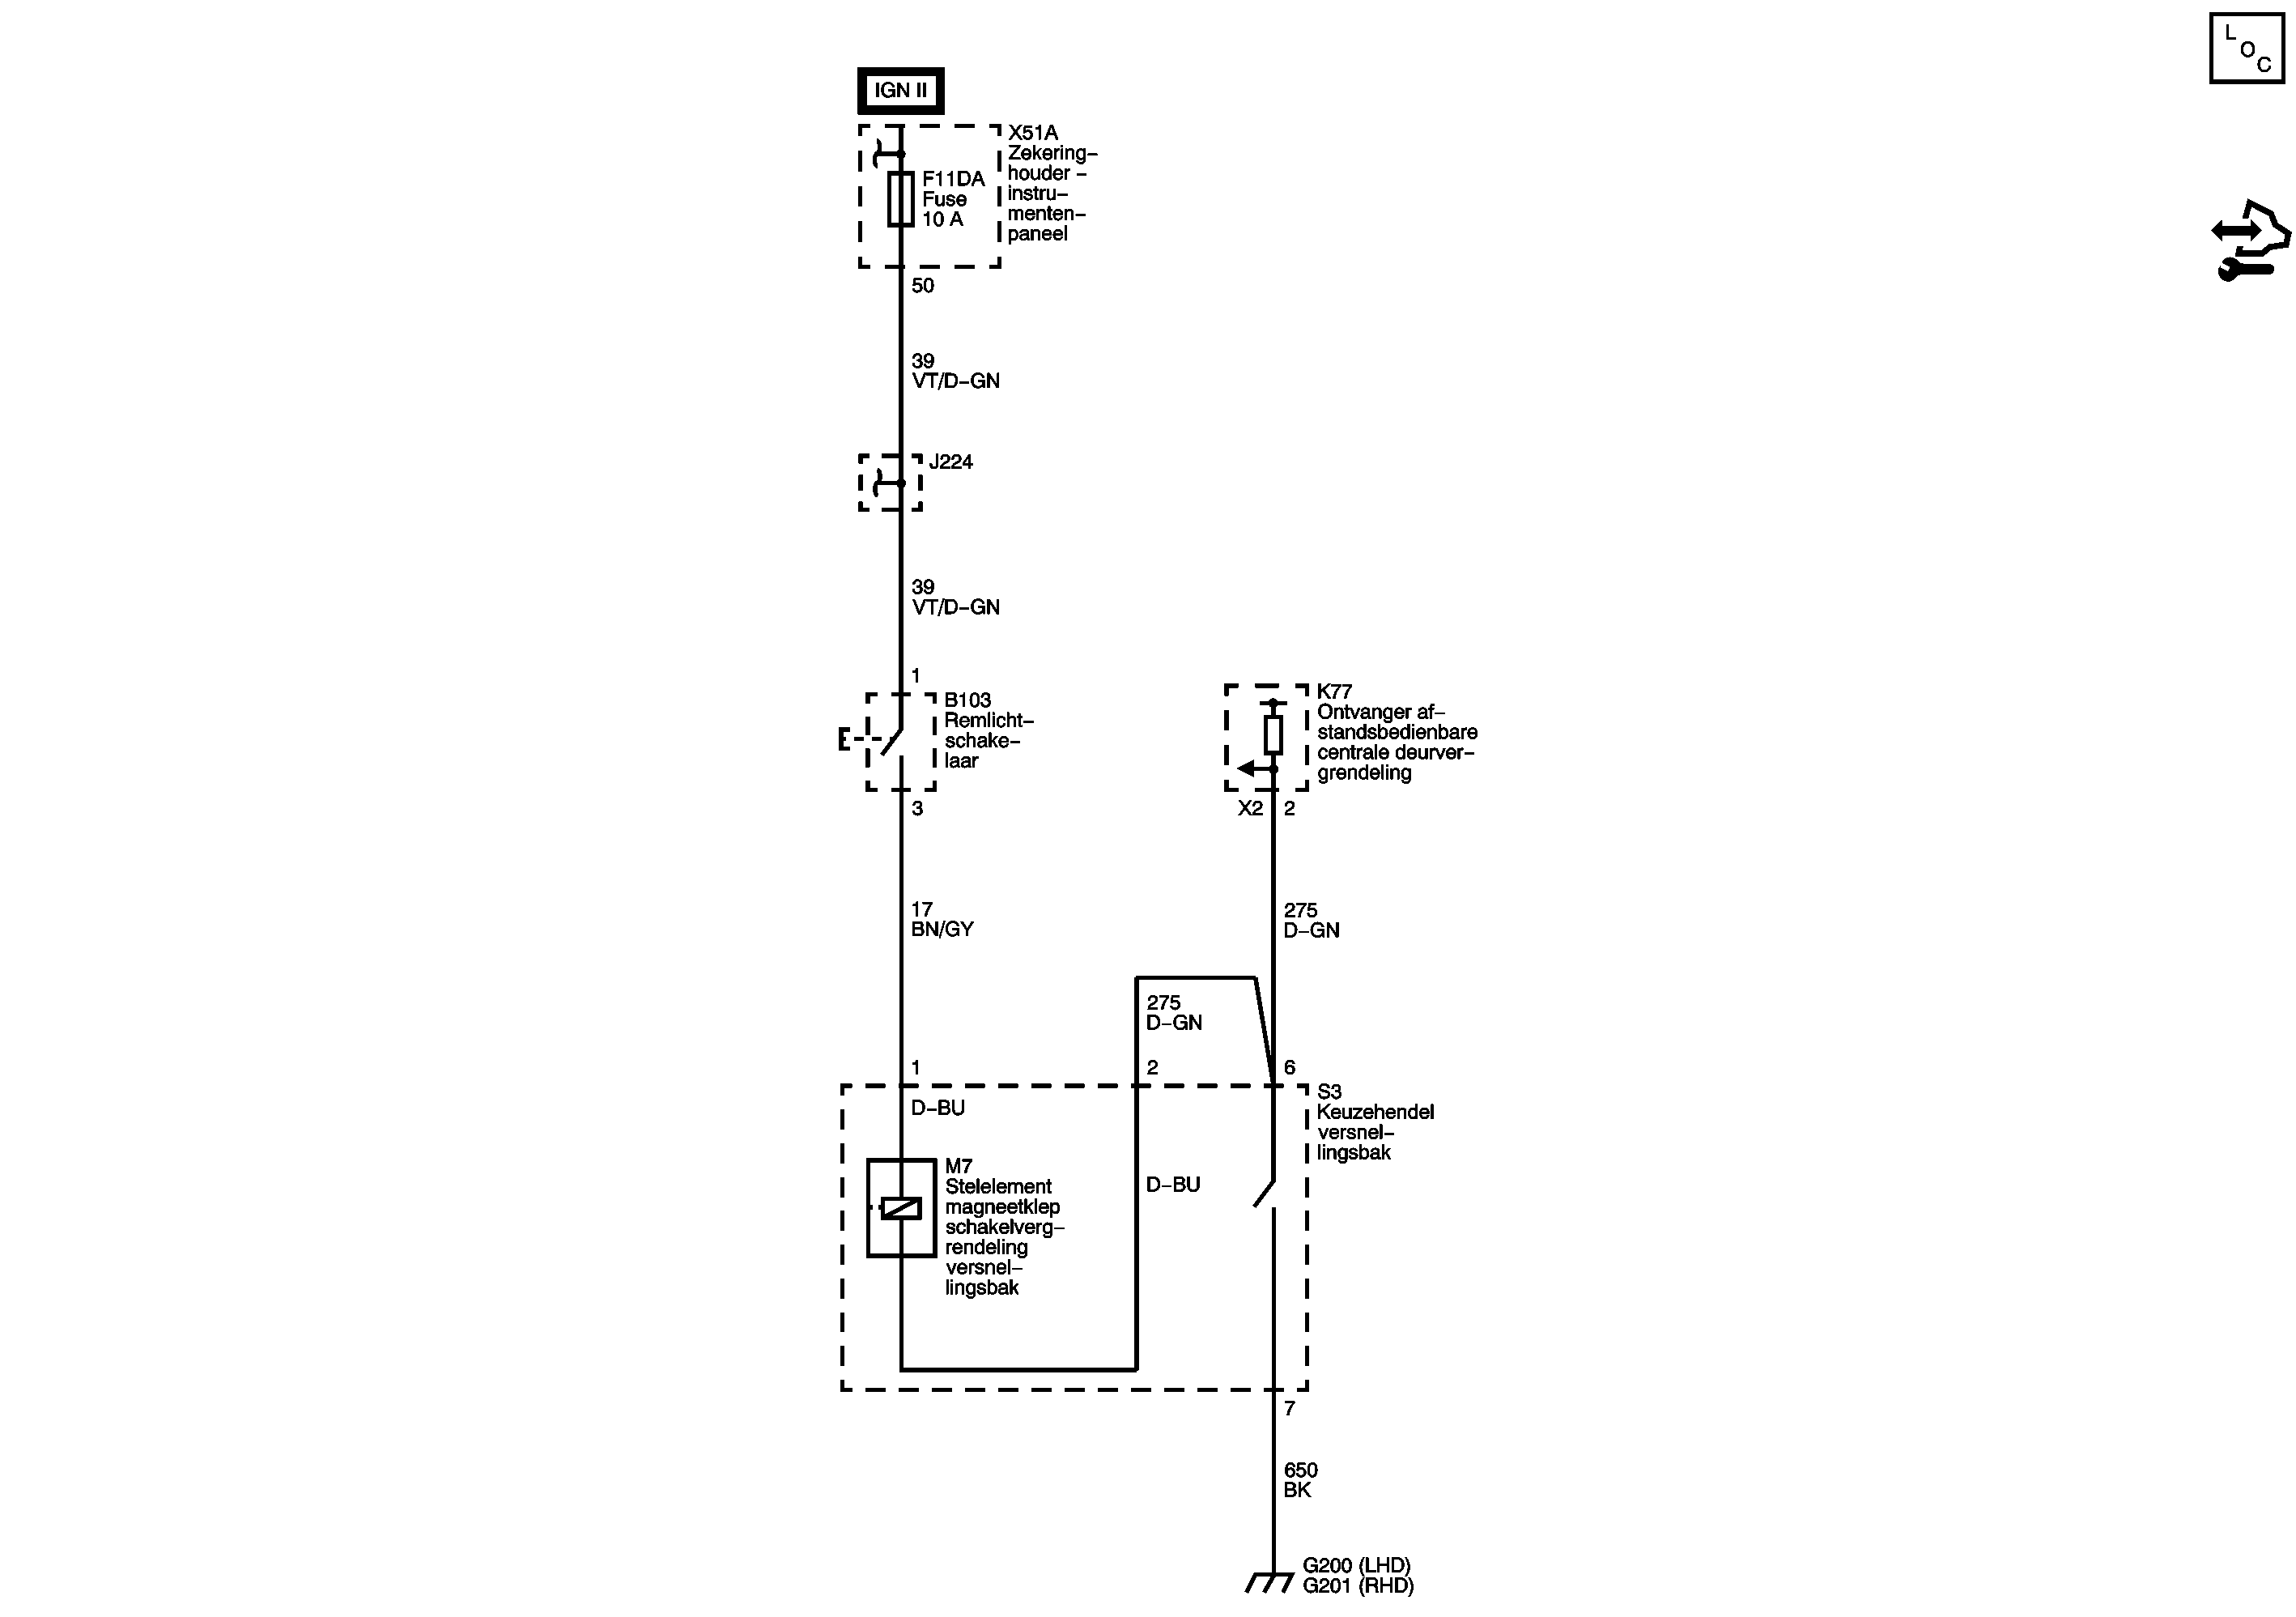 L
O
C
IGN II
X51A
Zekering–
houder –
instru–
menten–
paneel
F11DA
Fuse
10 A
50
39
VT/D–GN
J224
39
VT/D–GN
1
B103
Remlicht–
schake–
laar
3
K77
Ontvanger af–
standsbedienbare
centrale deurver–
grendeling
X2 2
17
BN/GY
275
D–GN
275
D–GN
1
2
6
S3
Keuzehendel
versnel–
lingsbak
D–BU
M7
Stelelement
magneetklep
schakelverg–
rendeling
versnel–
lingsbak
D–BU
7
650
BK
G200 (LHD)
G201 (RHD)